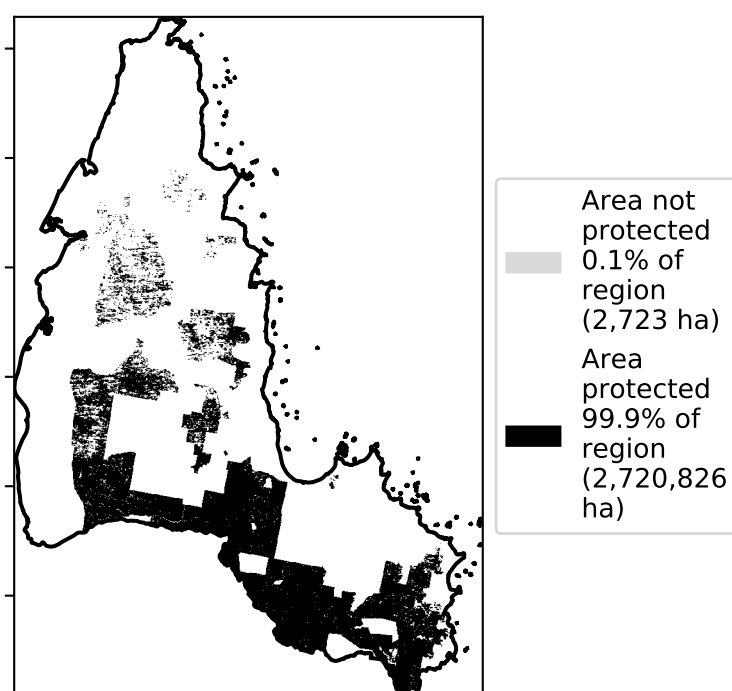 Area not
protected
0.1% of
region
(2,723 ha)
Area
protected
99.9% of
region
(2,720,826
ha)